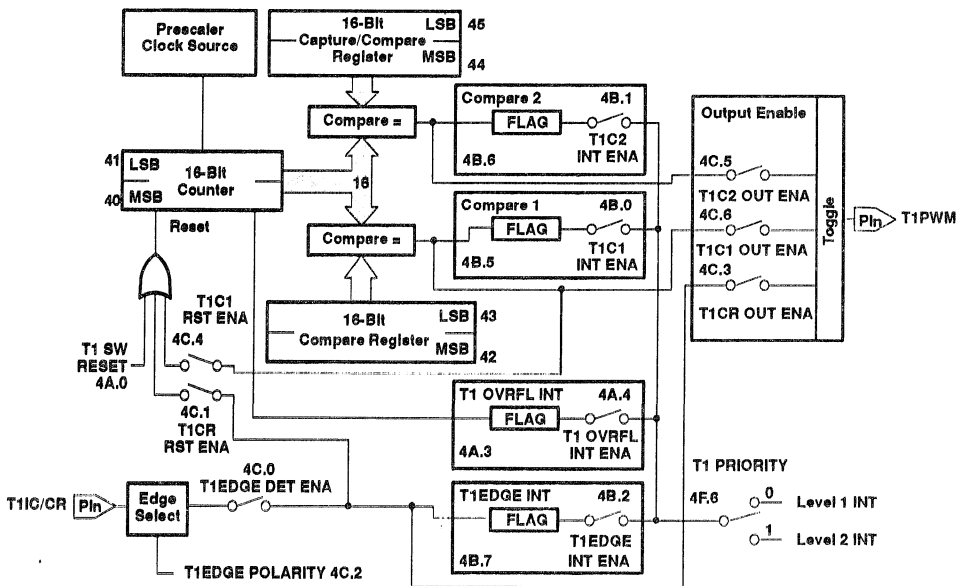 Prescaler
Clock Source
16-Bit
Capture/Compare
Register
LSB
MSB
45
44
Compare =
Compare 2
4B.1
FLAG
T1C2
INT ENA
4B.6
Output Enable
4C.5
T1C2 OUT ENA
4C.6
T1C1 OUT ENA
4C.3
T1CR OUT ENA
Toggle
Pin
T1PWM
41
LSB
16-Bit
Counter
MSB
40
16
Reset
Compare 1
4B.0
FLAG
T1C1
INT ENA
4B.5
Compare =
16-Bit
Compare Register
LSB
MSB
43
42
T1C1
RST ENA
4C.4
T1 SW
RESET
4A.0
4C.1
T1CR
RST ENA
T1 OVRFL INT
4A.4
FLAG
T1 OVRFL
INT ENA
4A.3
T1IC/CR
Pin
Edge
Select
4C.0
T1EDGE DET ENA
T1EDGE INT
4B.2
FLAG
T1EDGE
INT ENA
4B.7
T1 PRIORITY
4F.6
0
Level 1 INT
1
Level 2 INT
T1EDGE POLARITY 4C.2